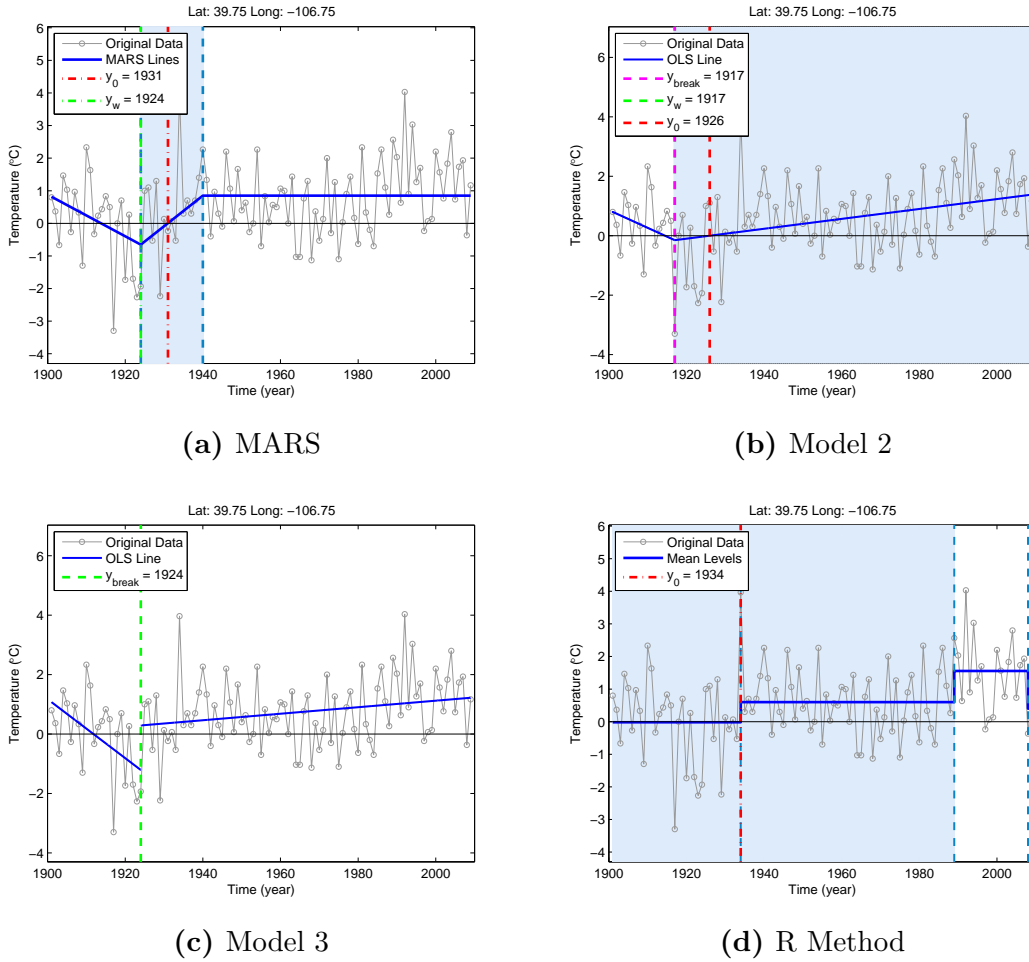 Lat: 39.75 Long: −106.75
6
5
4
3
2
1
0
−1
−2
−3
−4
Temperature (°C)
Original Data
MARS Lines
y0 = 1931
yw = 1924
1900 1920 1940 1960 1980 2000
Time (year)
(a) MARS
Lat: 39.75 Long: −106.75
6
4
2
0
−2
−4
Temperature (°C)
Original Data
OLS Line
ybreak = 1917
yw = 1917
y0 = 1926
1900 1920 1940 1960 1980 2000
Time (year)
(b) Model 2
Lat: 39.75 Long: −106.75
6
4
2
0
−2
−4
Temperature (°C)
Original Data
OLS Line
ybreak = 1924
1900 1920 1940 1960 1980 2000
Time (year)
(c) Model 3
Lat: 39.75 Long: −106.75
6
5
4
3
2
1
0
−1
−2
−3
−4
Temperature (°C)
Original Data
Mean Levels
y0 = 1934
1900 1920 1940 1960 1980 2000
Time (year)
(d) R Method